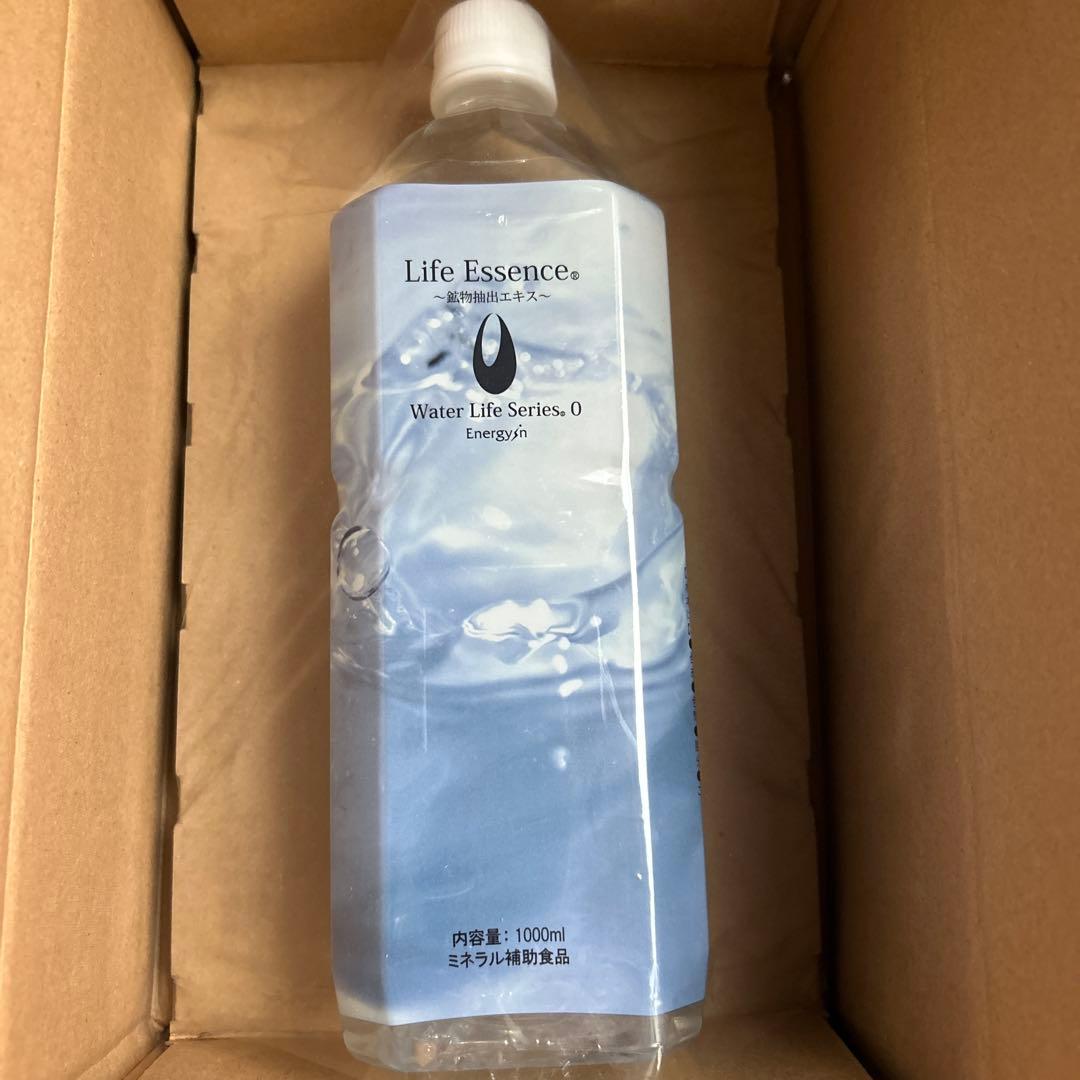 Life Essence®
～鉱物抽出エキス～
Water Life Series® 0
Energysin
内容量：1000ml
ミネラル補助食品